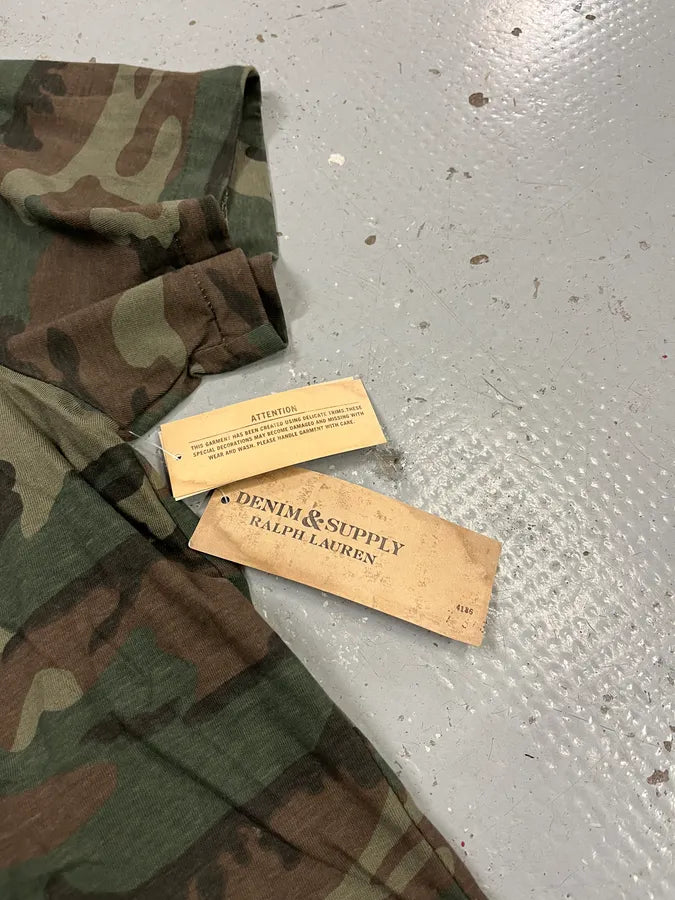 ATTENTION
THIS GARMENT HAS BEEN CREATED USING DELICATE TRIMS.THESE
SPECIAL DECORATIONS MAY BECOME DAMAGED AND MISSING WITH
WEAR AND WASH. PLEASE HANDLE GARMENT WITH CARE.
DENIM & SUPPLY
RALPH LAUREN
4186